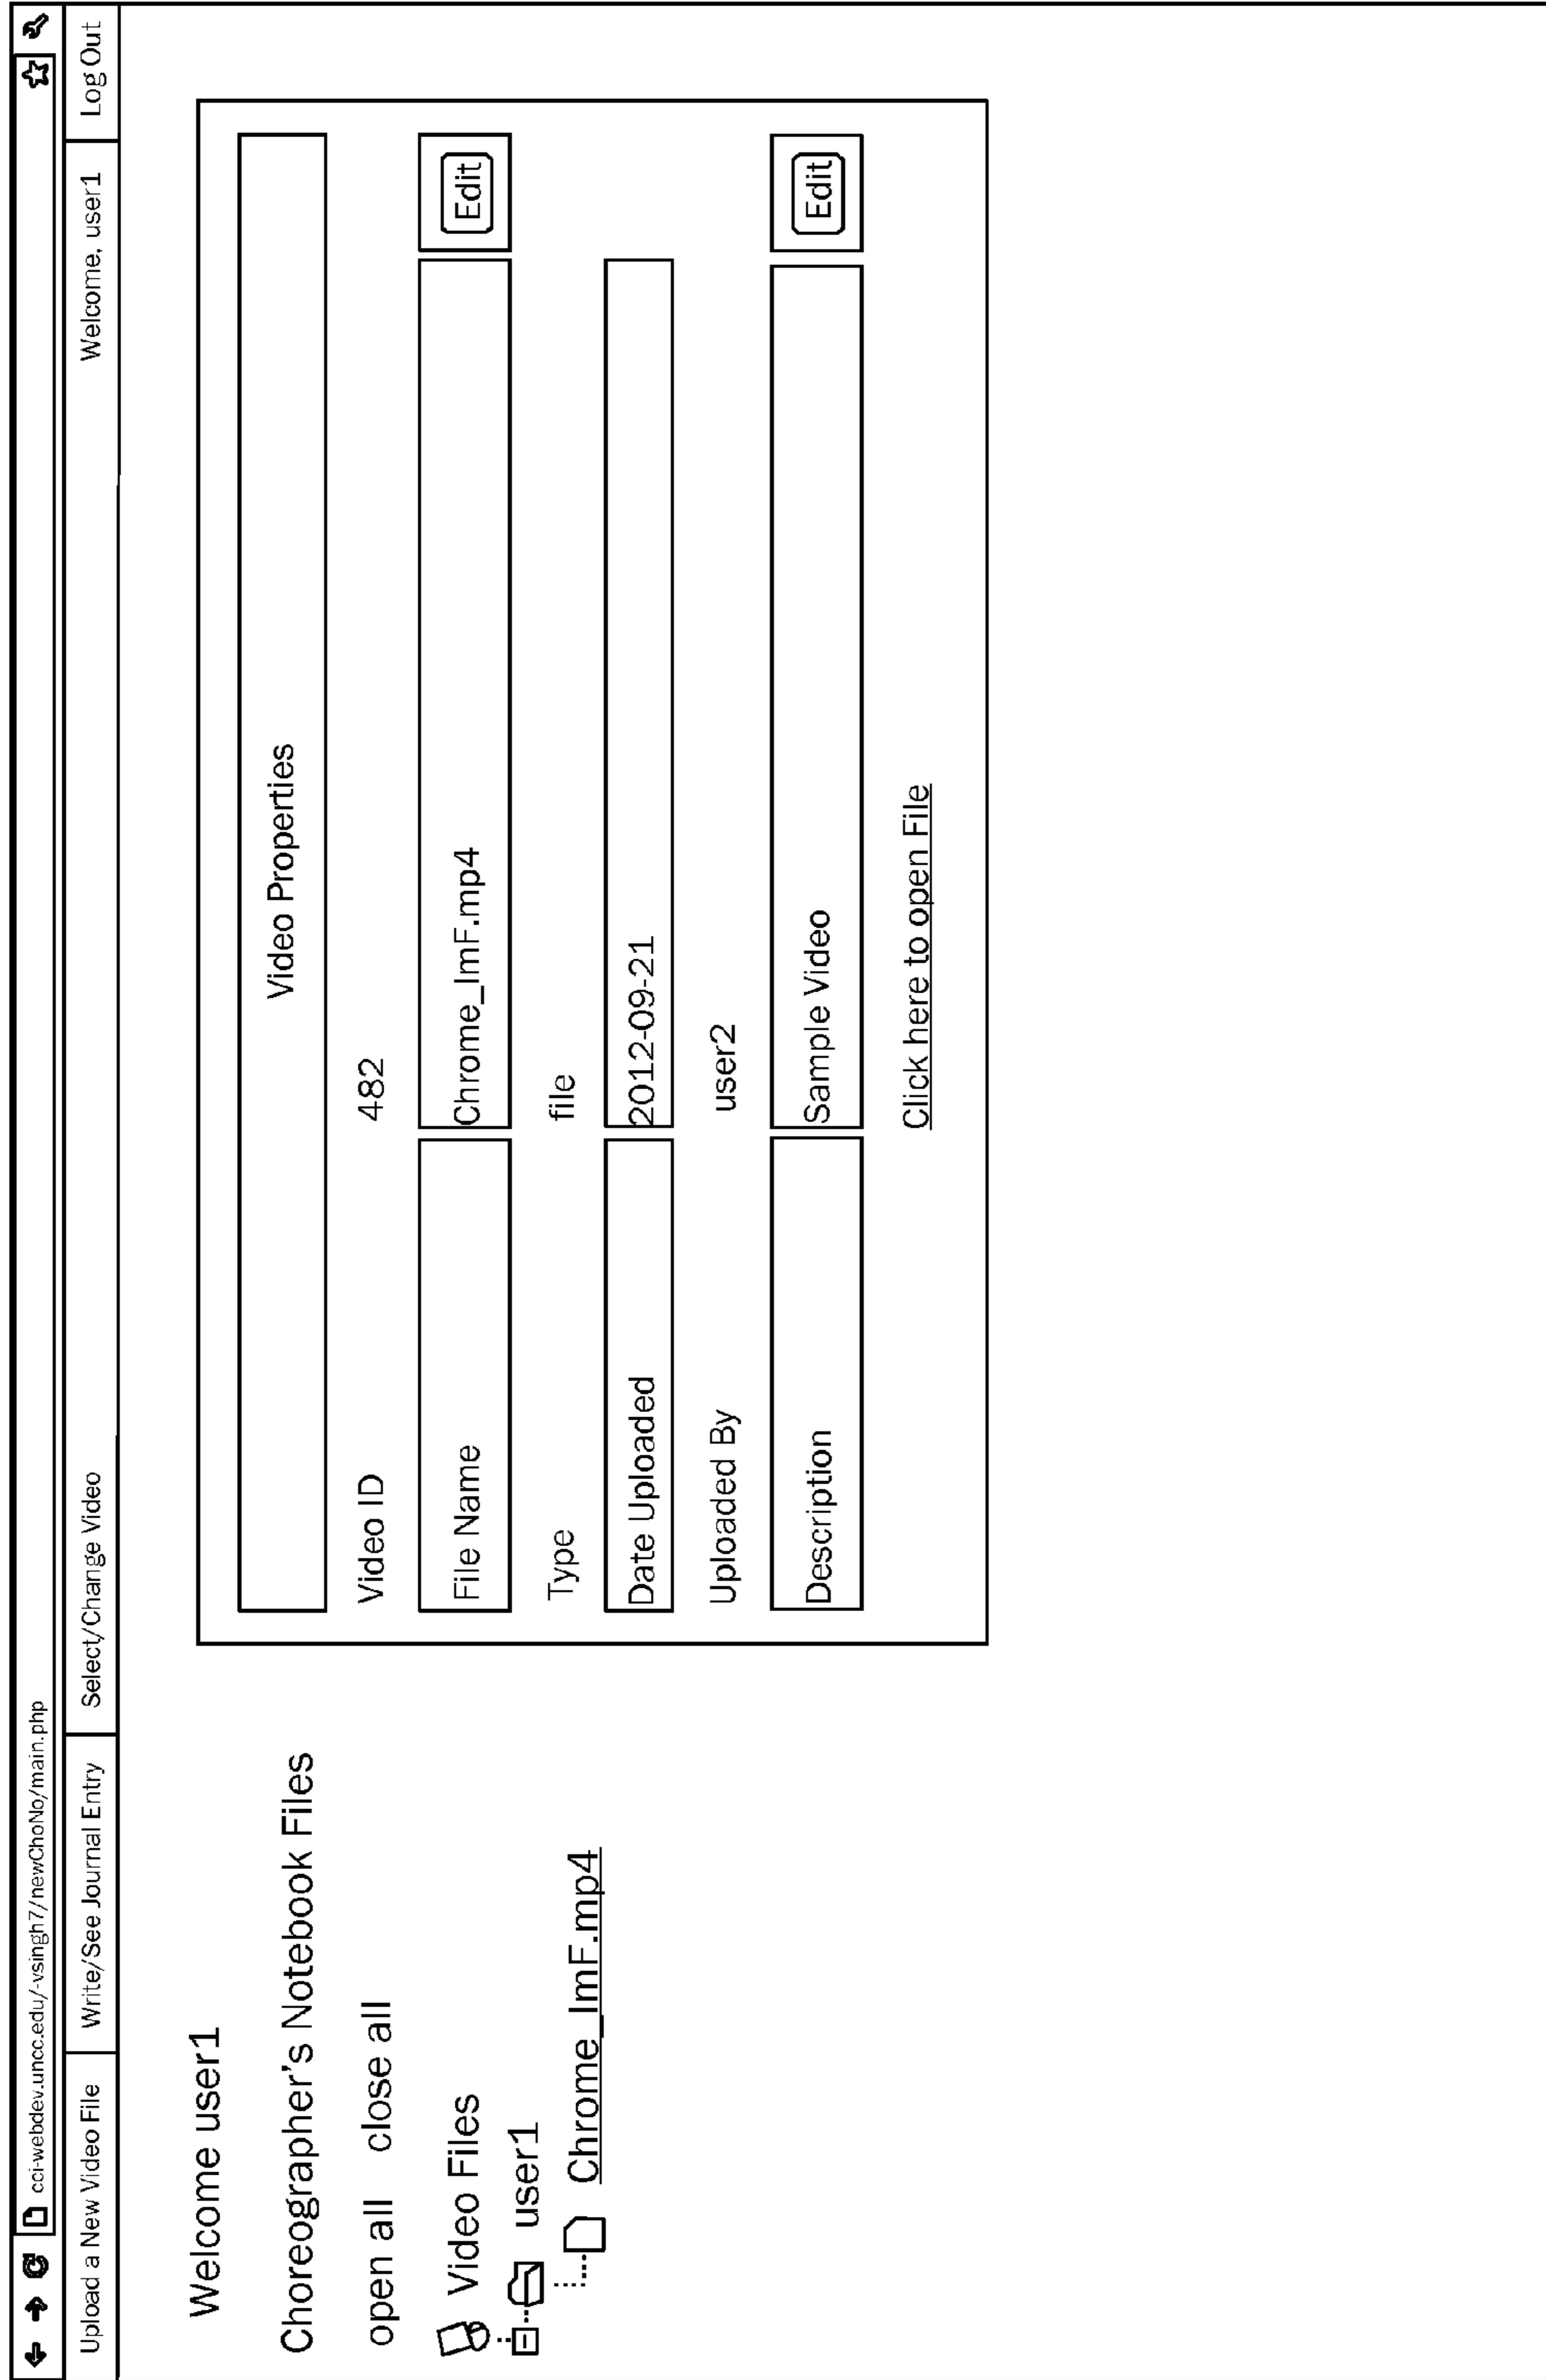 cci-webdev.uncc.edu/-vsingh7/newChoNo/main.php
Upload a New Video File Write/See Journal Entry Select/Change Video Welcome, user1 Log Out
Welcome user1
Choreographer's Notebook Files
open all close all
Video Files
user1
Chrome_ImF.mp4
Video Properties
Video ID 482
File Name Chrome_ImF.mp4 Edit
Type file
Date Uploaded 2012-09-21
Uploaded By user2
Description Sample Video Edit
Click here to open File